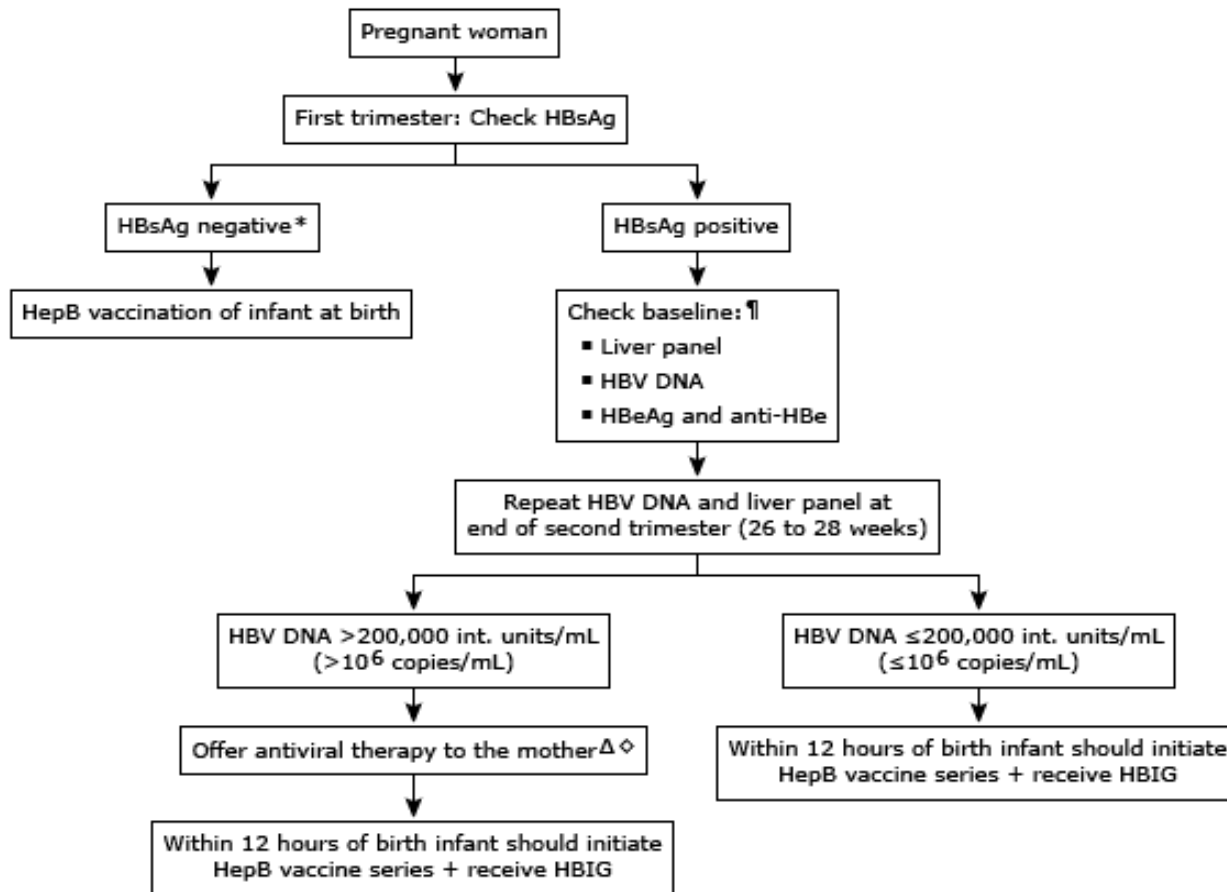 Pregnant woman
First trimester: Check HBsAg
HBsAg negative*
HBsAg positive
HepB vaccination of infant at birth
Check baseline:¶
▪ Liver panel
▪ HBV DNA
▪ HBeAg and anti-HBe
Repeat HBV DNA and liver panel at
end of second trimester (26 to 28 weeks)
HBV DNA >200,000 int. units/mL
(>10⁶ copies/mL)
HBV DNA ≤200,000 int. units/mL
(≤10⁶ copies/mL)
Offer antiviral therapy to the mother Δ◇
Within 12 hours of birth infant should initiate
HepB vaccine series + receive HBIG
Within 12 hours of birth infant should initiate
HepB vaccine series + receive HBIG